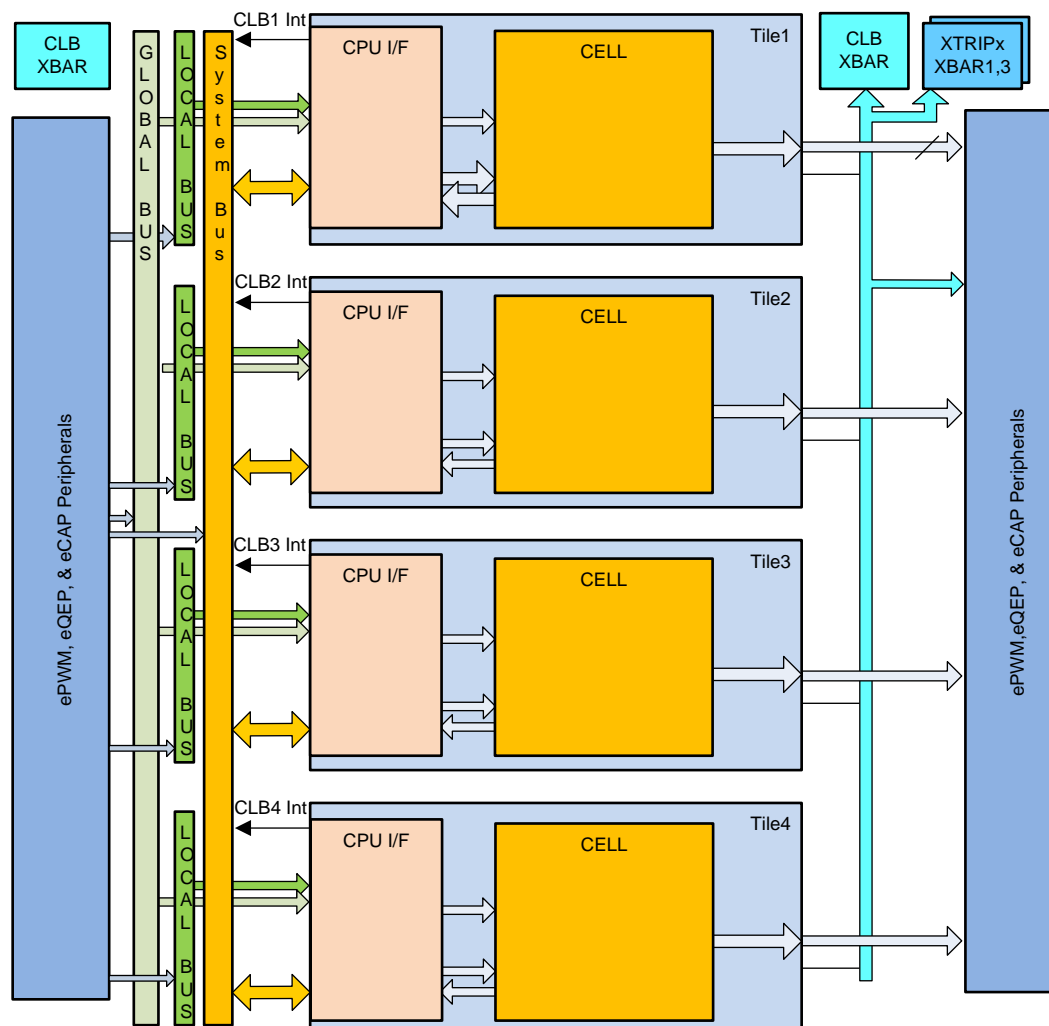 CLB
XBAR
GLOBAL BUS
LOCAL BUS
System Bus
CLB1 Int
CPU I/F
CELL
Tile1
CLB
XBAR
XTRIPx
XBAR1,3
ePWM, eQEP, & eCAP Peripherals
LOCAL BUS
CLB2 Int
CPU I/F
CELL
Tile2
ePWM,eQEP, & eCAP Peripherals
LOCAL BUS
CLB3 Int
CPU I/F
CELL
Tile3
LOCAL BUS
CLB4 Int
CPU I/F
CELL
Tile4